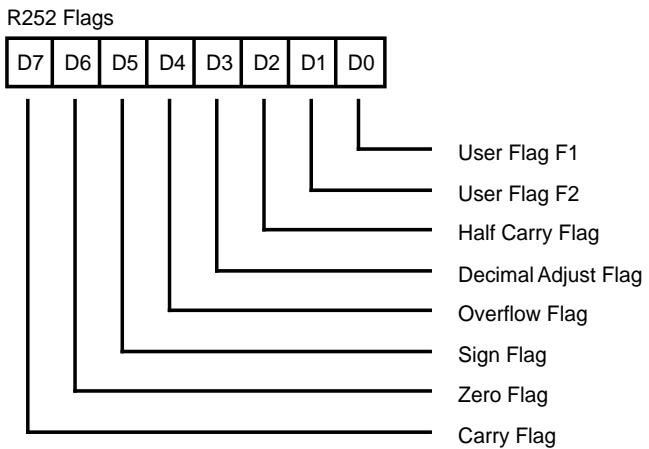 R252 Flags
D7 D6 D5 D4 D3 D2 D1 D0
User Flag F1
User Flag F2
Half Carry Flag
Decimal Adjust Flag
Overflow Flag
Sign Flag
Zero Flag
Carry Flag